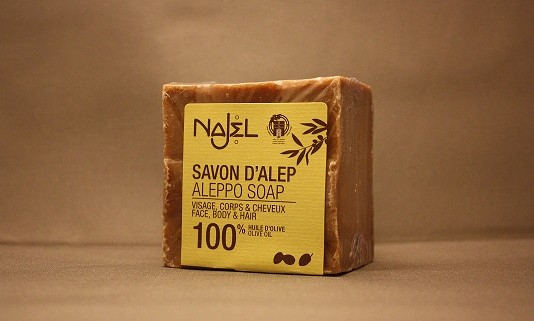 NAJEL
SAVON D'ALEP
ALEPPO SOAP
VISAGE, CORPS & CHEVEUX
FACE, BODY & HAIR
100% HUILE D'OLIVE
OLIVE OIL